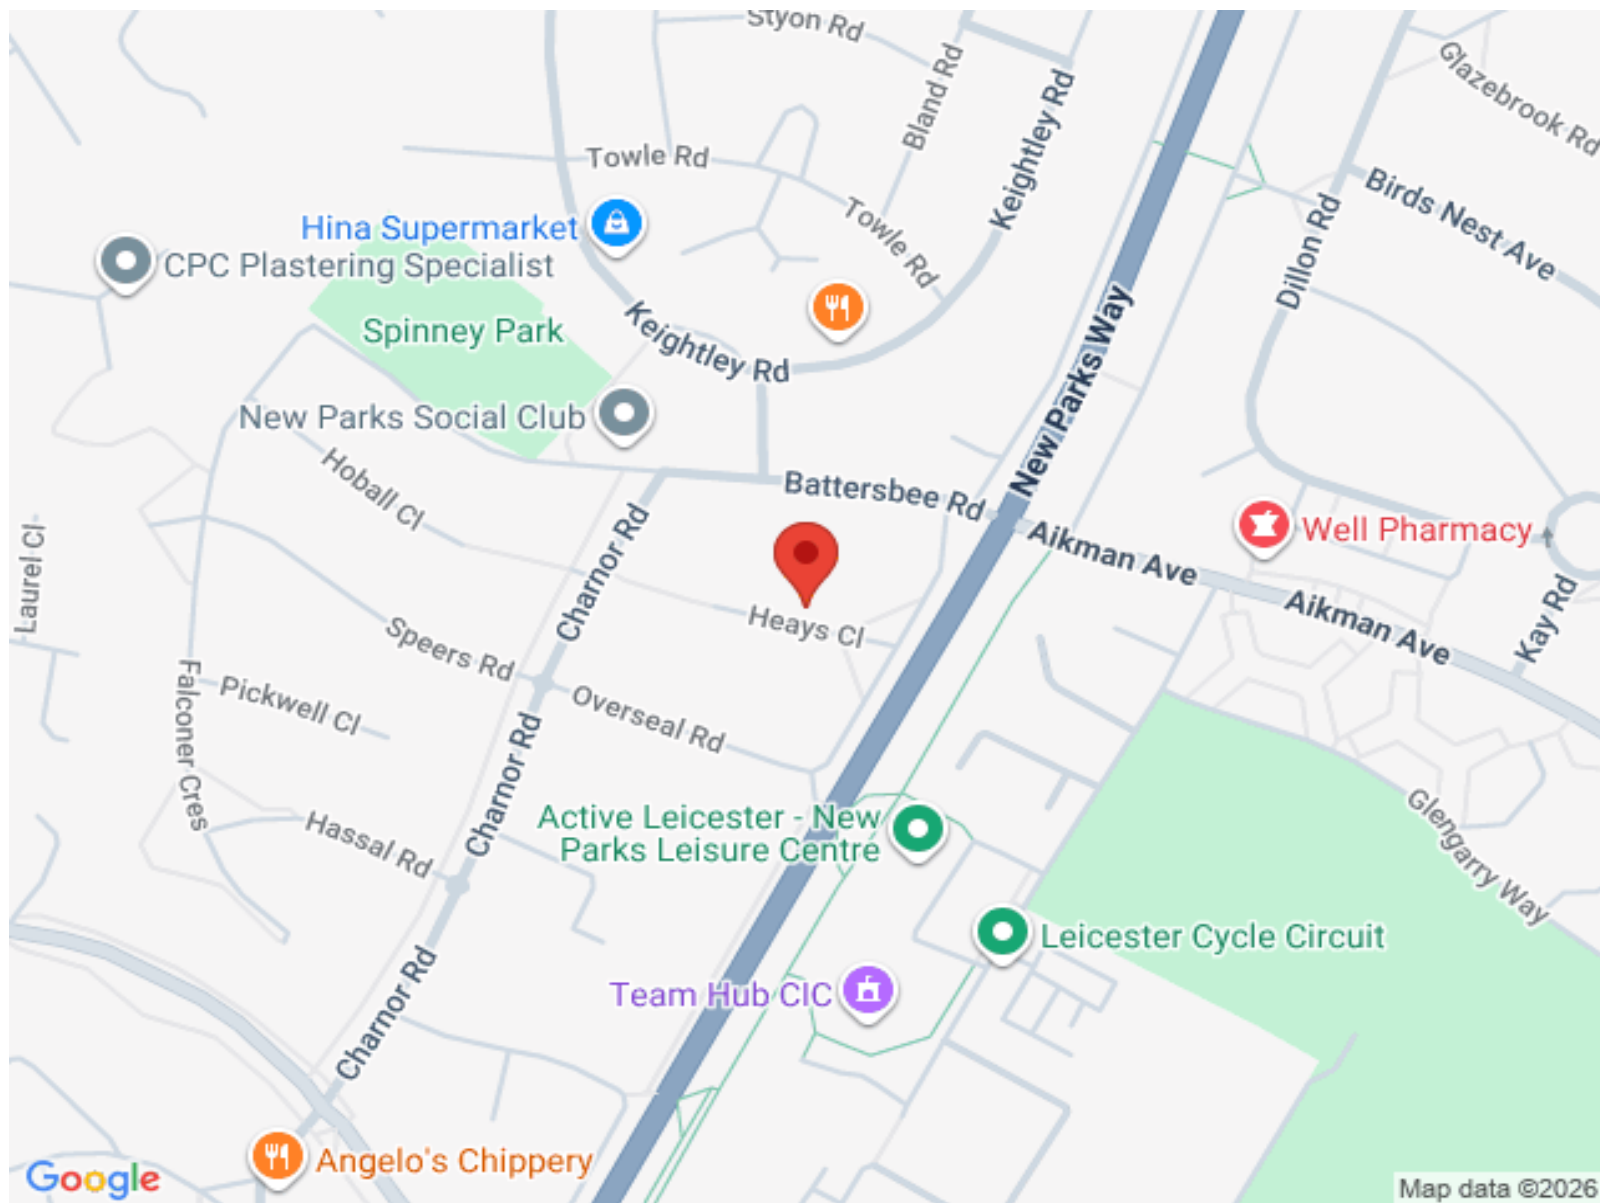 Styon Rd
Bland Rd
Glazebrook Rd
Keightley Rd
Towle Rd
Birds Nest Ave
Towle Rd
Dillon Rd
Hina Supermarket
CPC Plastering Specialist
Spinney Park
Keightley Rd
New Parks Way
New Parks Social Club
Hoball Cl
Battersbee Rd
Charnor Rd
Aikman Ave
Well Pharmacy
Laurel Cl
Aikman Ave
Kay Rd
Heays Cl
Speers Rd
Falconer Cres
Pickwell Cl
Overseal Rd
Charnor Rd
Active Leicester - New
Parks Leisure Centre
Glengarry Way
Hassal Rd
Leicester Cycle Circuit
Team Hub CIC
Charnor Rd
Angelo's Chippery
Google
Map data ©2026